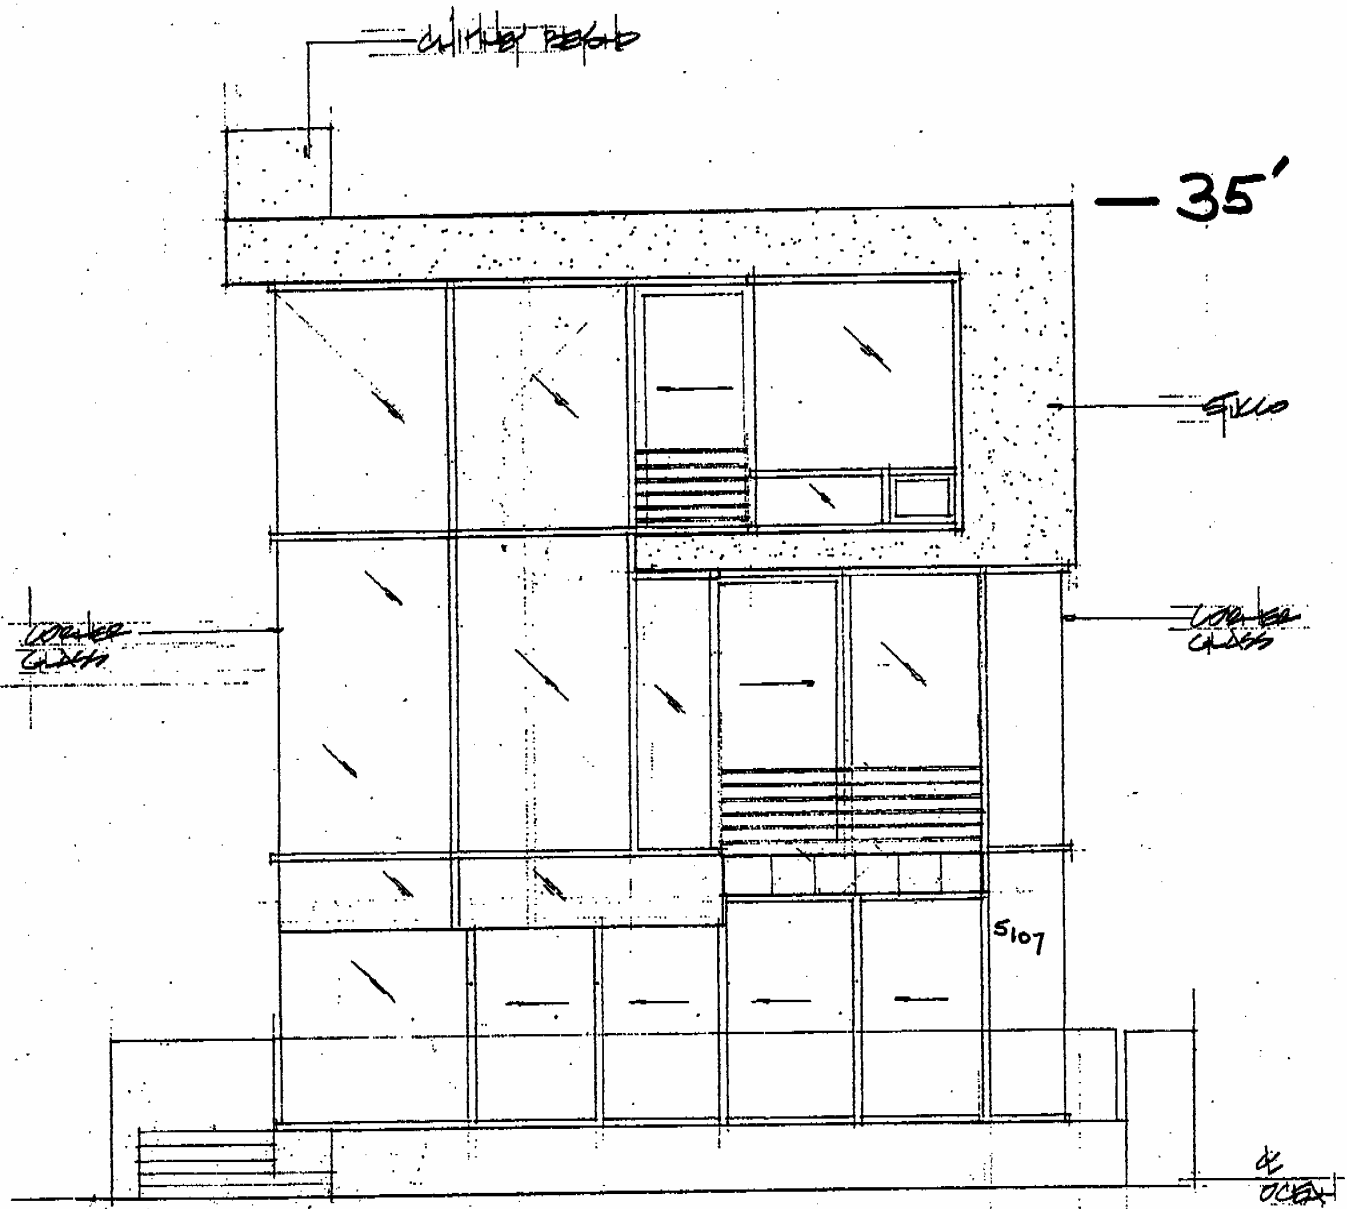 CHIMNEY BEYOND
— 35'
STUCCO
CORNER
GLASS
CORNER
GLASS
5107
℄
OCEAN